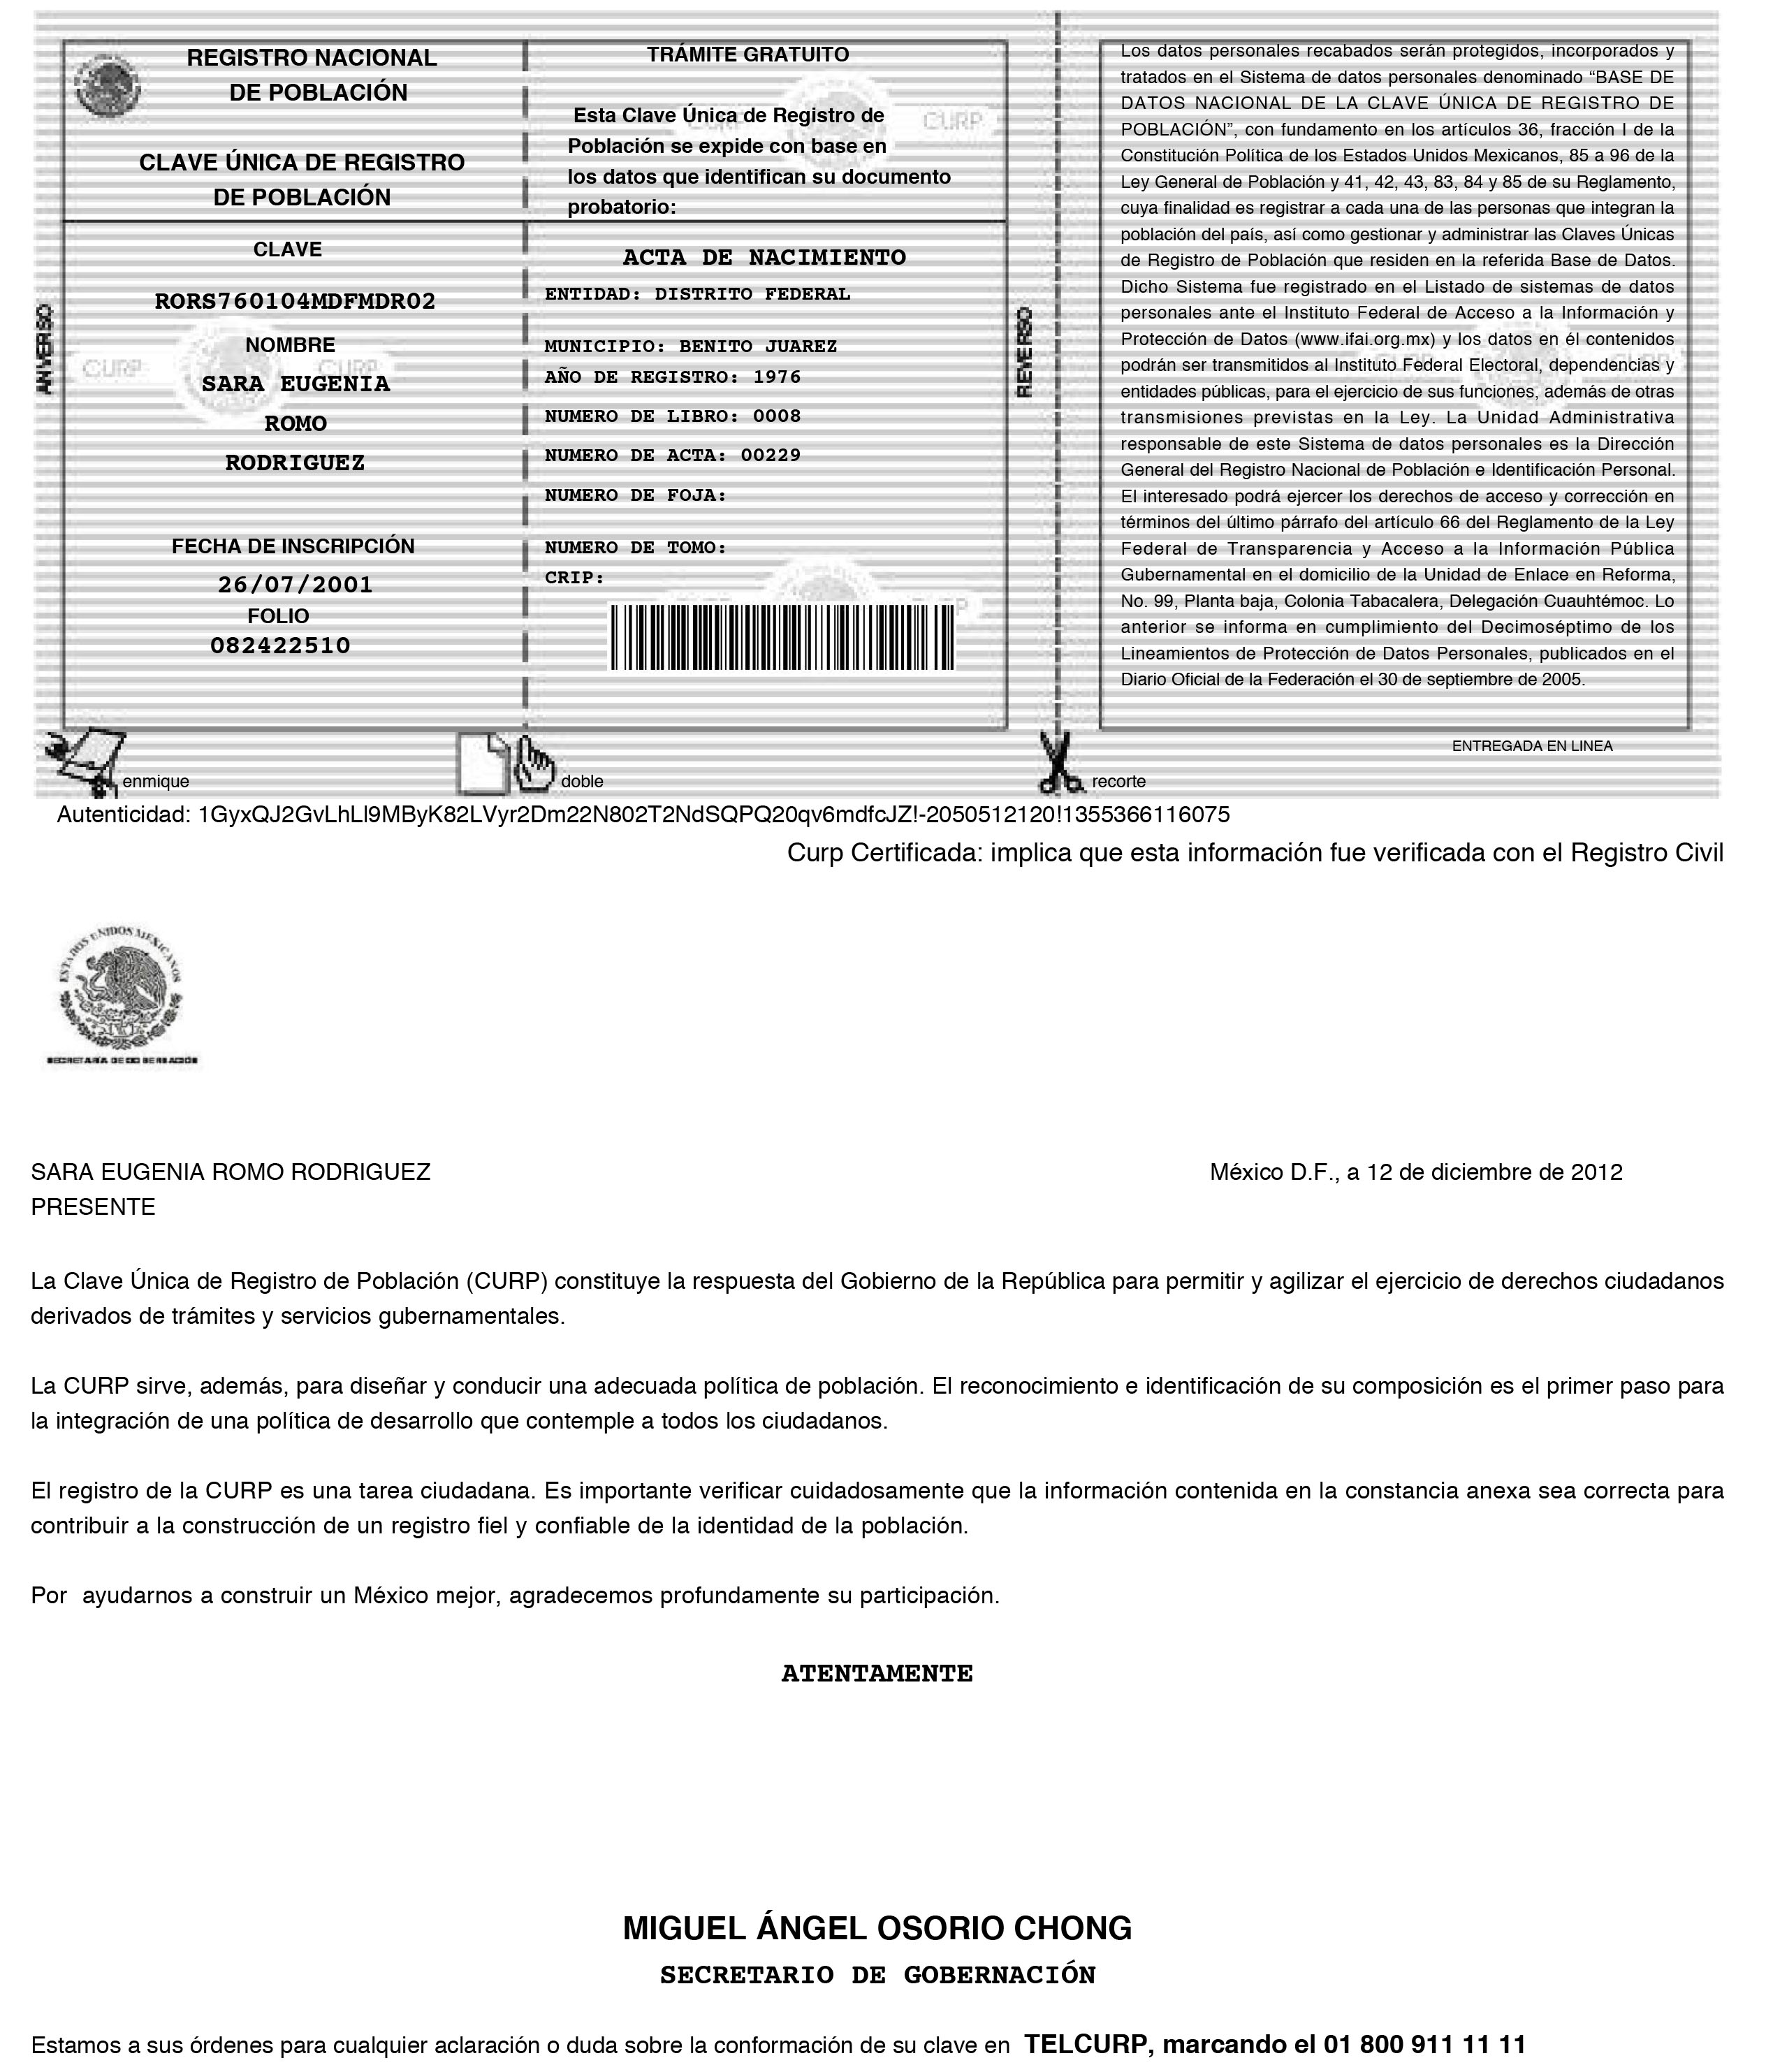 REGISTRO NACIONAL
DE POBLACIÓN
CLAVE ÚNICA DE REGISTRO
DE POBLACIÓN
CLAVE
RORS760104MDFMDR02
NOMBRE
SARA EUGENIA
ROMO
RODRIGUEZ
FECHA DE INSCRIPCIÓN
26/07/2001
FOLIO
082422510
ANVERSO
enmique
TRÁMITE GRATUITO
Esta Clave Única de Registro de
Población se expide con base en
los datos que identifican su documento
probatorio:
ACTA DE NACIMIENTO
ENTIDAD: DISTRITO FEDERAL
MUNICIPIO: BENITO JUAREZ
AÑO DE REGISTRO: 1976
NUMERO DE LIBRO: 0008
NUMERO DE ACTA: 00229
NUMERO DE FOJA:
NUMERO DE TOMO:
CRIP:
CURP
CURP
CURP
doble
REVERSO
Los datos personales recabados serán protegidos, incorporados y
tratados en el Sistema de datos personales denominado “BASE DE
DATOS NACIONAL DE LA CLAVE ÚNICA DE REGISTRO DE
POBLACIÓN”, con fundamento en los artículos 36, fracción I de la
Constitución Política de los Estados Unidos Mexicanos, 85 a 96 de la
Ley General de Población y 41, 42, 43, 83, 84 y 85 de su Reglamento,
cuya finalidad es registrar a cada una de las personas que integran la
población del país, así como gestionar y administrar las Claves Únicas
de Registro de Población que residen en la referida Base de Datos.
Dicho Sistema fue registrado en el Listado de sistemas de datos
personales ante el Instituto Federal de Acceso a la Información y
Protección de Datos (www.ifai.org.mx) y los datos en él contenidos
podrán ser transmitidos al Instituto Federal Electoral, dependencias y
entidades públicas, para el ejercicio de sus funciones, además de otras
transmisiones previstas en la Ley. La Unidad Administrativa
responsable de este Sistema de datos personales es la Dirección
General del Registro Nacional de Población e Identificación Personal.
El interesado podrá ejercer los derechos de acceso y corrección en
términos del último párrafo del artículo 66 del Reglamento de la Ley
Federal de Transparencia y Acceso a la Información Pública
Gubernamental en el domicilio de la Unidad de Enlace en Reforma,
No. 99, Planta baja, Colonia Tabacalera, Delegación Cuauhtémoc. Lo
anterior se informa en cumplimiento del Decimoséptimo de los
Lineamientos de Protección de Datos Personales, publicados en el
Diario Oficial de la Federación el 30 de septiembre de 2005.
ENTREGADA EN LINEA
recorte
Autenticidad: 1GyxQJ2GvLhLl9MByK82LVyr2Dm22N802T2NdSQPQ20qv6mdfcJZ!-2050512120!1355366116075
Curp Certificada: implica que esta información fue verificada con el Registro Civil
ESTADOS UNIDOS MEXICANOS
SECRETARÍA DE GOBERNACIÓN
SARA EUGENIA ROMO RODRIGUEZ
México D.F., a 12 de diciembre de 2012
PRESENTE
La Clave Única de Registro de Población (CURP) constituye la respuesta del Gobierno de la República para permitir y agilizar el ejercicio de derechos ciudadanos
derivados de trámites y servicios gubernamentales.
La CURP sirve, además, para diseñar y conducir una adecuada política de población. El reconocimiento e identificación de su composición es el primer paso para
la integración de una política de desarrollo que contemple a todos los ciudadanos.
El registro de la CURP es una tarea ciudadana. Es importante verificar cuidadosamente que la información contenida en la constancia anexa sea correcta para
contribuir a la construcción de un registro fiel y confiable de la identidad de la población.
Por ayudarnos a construir un México mejor, agradecemos profundamente su participación.
ATENTAMENTE
MIGUEL ÁNGEL OSORIO CHONG
SECRETARIO DE GOBERNACIÓN
Estamos a sus órdenes para cualquier aclaración o duda sobre la conformación de su clave en TELCURP, marcando el 01 800 911 11 11